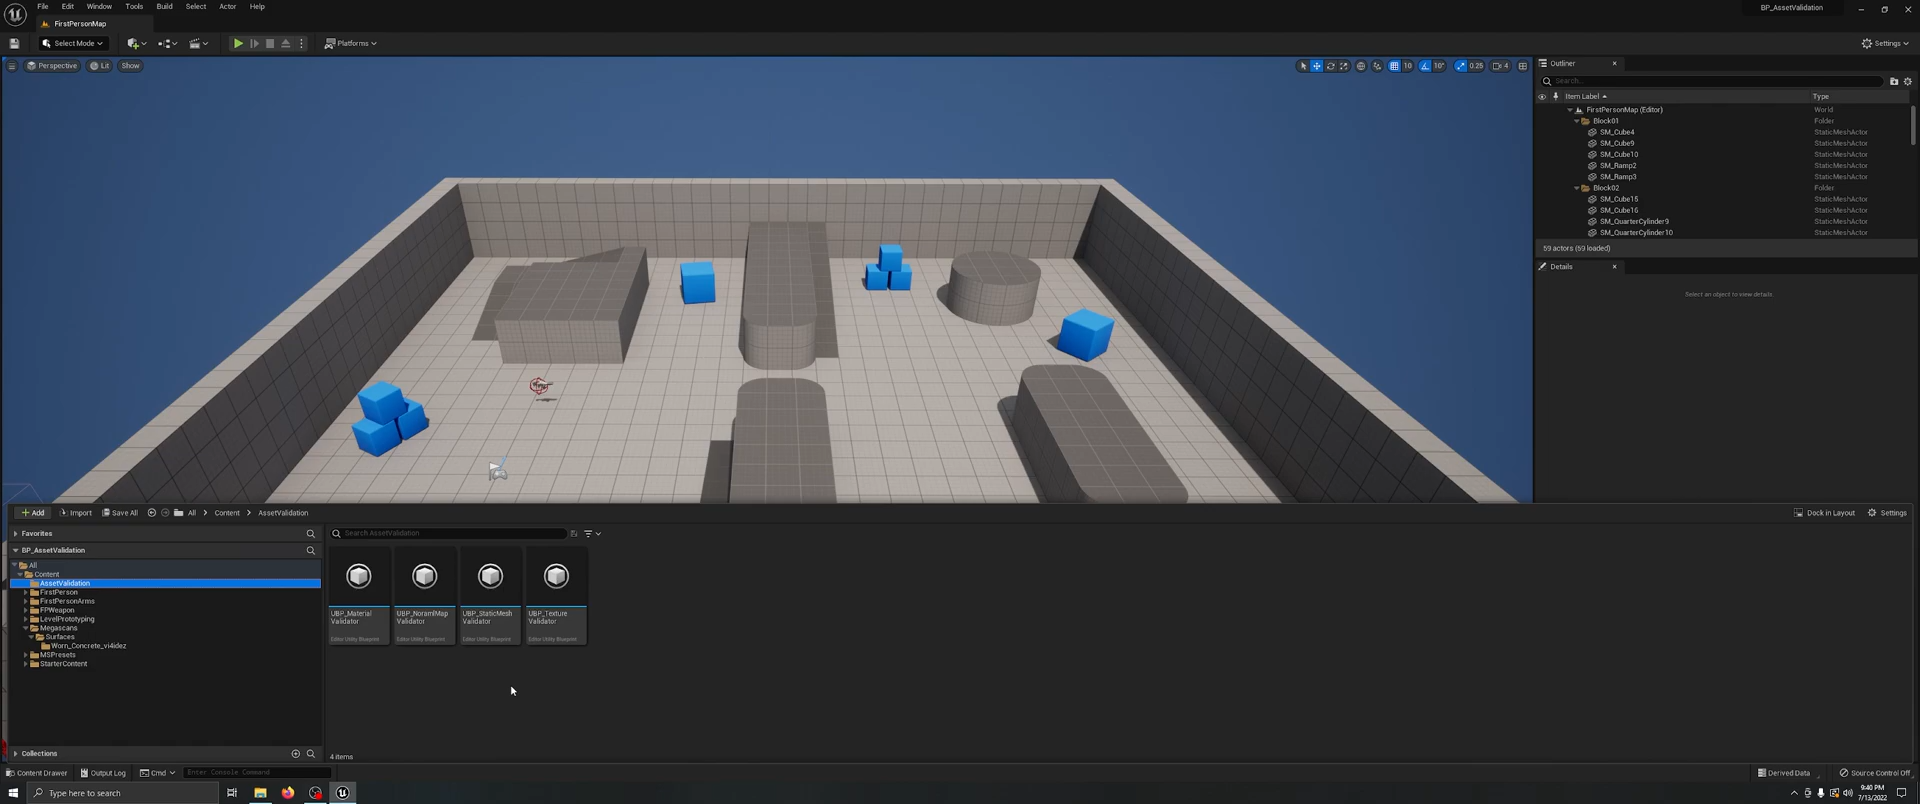 File Edit Window Tools Build Select Actor Help
BP_AssetValidation
FirstPersonMap
Select Mode
Platforms
Settings
Perspective Lit Show
10 10° 0.25 4
Outliner
Search...
Item Label Type
FirstPersonMap (Editor) World
Block01 Folder
SM_Cube4 StaticMeshActor
SM_Cube9 StaticMeshActor
SM_Cube10 StaticMeshActor
SM_Ramp2 StaticMeshActor
SM_Ramp3 StaticMeshActor
Block02 Folder
SM_Cube15 StaticMeshActor
SM_Cube16 StaticMeshActor
SM_QuarterCylinder9 StaticMeshActor
SM_QuarterCylinder10 StaticMeshActor
59 actors (59 loaded)
Details
Select an object to view details.
Add Import Save All All Content AssetValidation
Dock in Layout Settings
Favorites
Search AssetValidation
BP_AssetValidation
All
Content
AssetValidation
FirstPerson
FirstPersonArms
FPWeapon
LevelPrototyping
Megascans
Surfaces
Worn_Concrete_vi4idez
MSPresets
StarterContent
UBP_Material
Validator
Editor Utility Blueprint
UBP_NoramlMap
Validator
Editor Utility Blueprint
UBP_StaticMesh
Validator
Editor Utility Blueprint
UBP_Texture
Validator
Editor Utility Blueprint
Collections
4 items
Content Drawer Output Log Cmd Enter Console Command
Derived Data Source Control Off
Type here to search
9:40 PM
7/13/2022